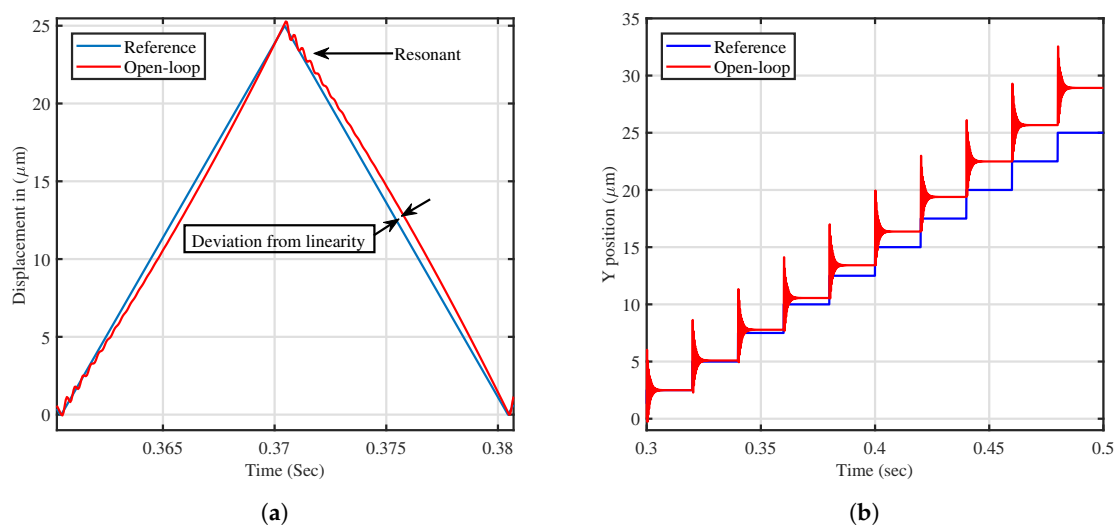 Displacement in (μm)
25
20
15
10
5
0
Reference
Open-loop
Resonant
Deviation from linearity
0.365
0.37
0.375
0.38
Time (Sec)
(a)
Y position (μm)
35
30
25
20
15
10
5
0
Reference
Open-loop
0.3
0.35
0.4
0.45
0.5
Time (sec)
(b)